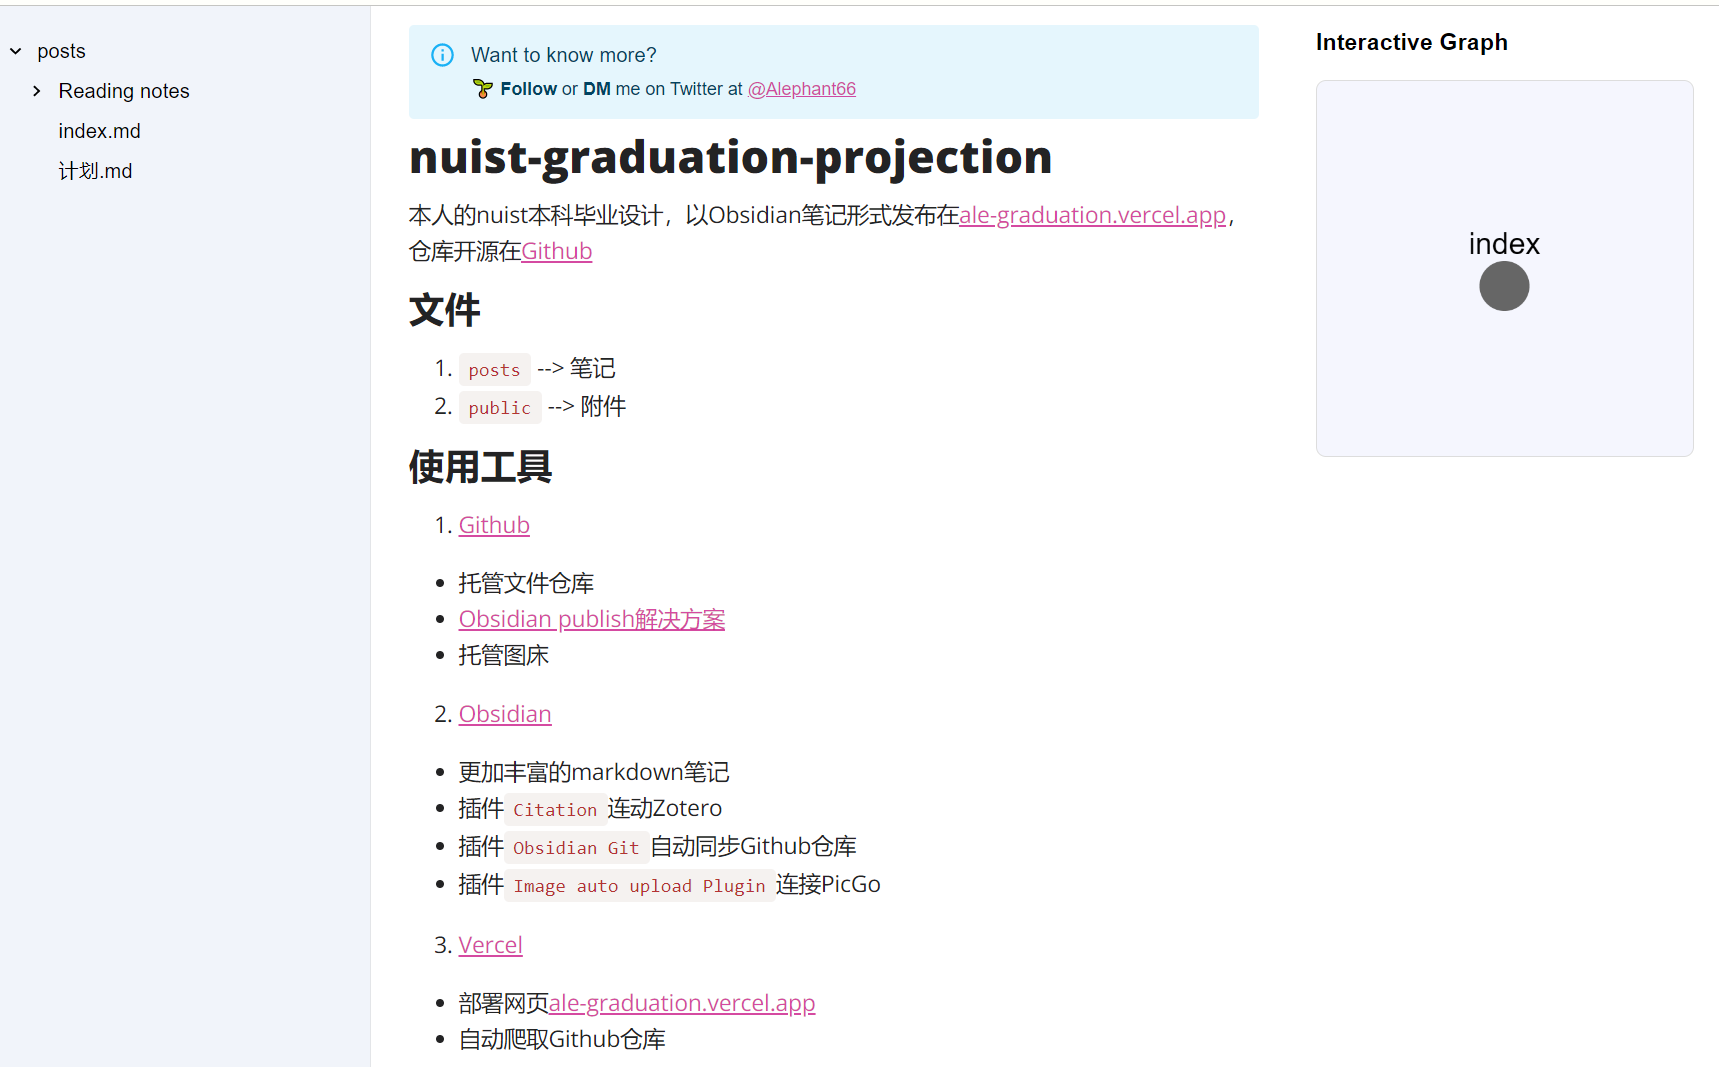 posts
Reading notes
index.md
计划.md
Want to know more?
Follow or DM me on Twitter at @Alephant66
nuist-graduation-projection
本人的nuist本科毕业设计，以Obsidian笔记形式发布在ale-graduation.vercel.app，
仓库开源在Github
文件
1. posts --> 笔记
2. public --> 附件
使用工具
1. Github
• 托管文件仓库
• Obsidian publish解决方案
• 托管图床
2. Obsidian
• 更加丰富的markdown笔记
• 插件 Citation 连动Zotero
• 插件 Obsidian Git 自动同步Github仓库
• 插件 Image auto upload Plugin 连接PicGo
3. Vercel
• 部署网页ale-graduation.vercel.app
• 自动爬取Github仓库
Interactive Graph
index